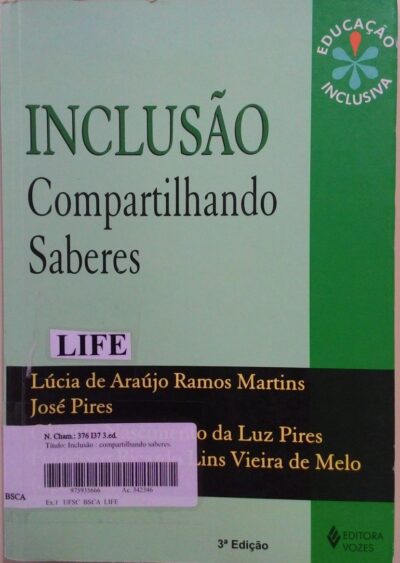 EDUCAÇÃO
INCLUSIVA
INCLUSÃO
Compartilhando
Saberes
LIFE
Lúcia de Araújo Ramos Martins
José Pires
da Luz Pires
Lins Vieira de Melo
N. Cham.: 376 I37 3.ed.
Título: Inclusão : compartilhando saberes.
875935666 Ac. 342346
Ex.1 UFSC BSCA LIFE
BSCA
3ª Edição
EDITORA
VOZES